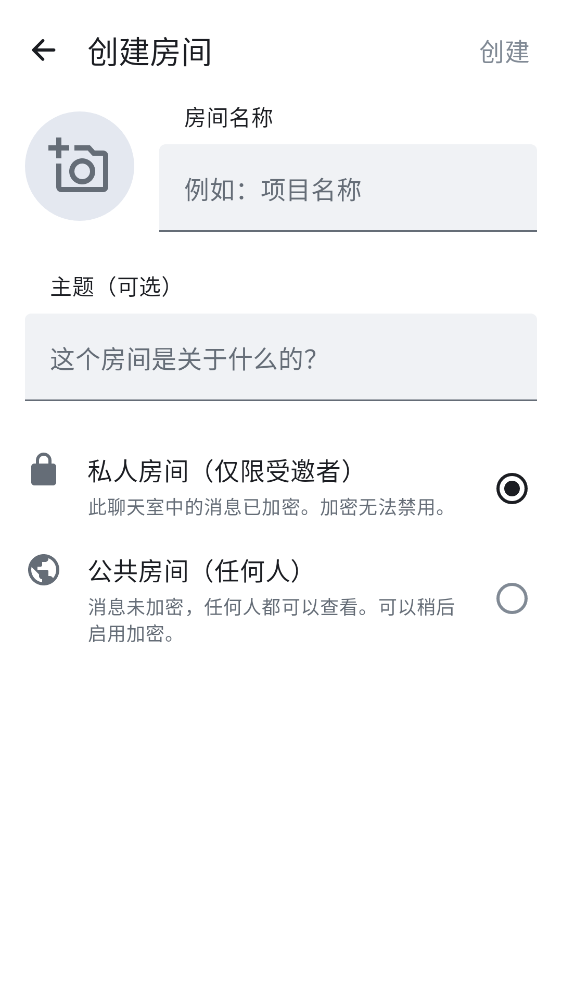 创建房间
创建
房间名称
例如：项目名称
主题（可选）
这个房间是关于什么的？
私人房间（仅限受邀者）
此聊天室中的消息已加密。加密无法禁用。
公共房间（任何人）
消息未加密，任何人都可以查看。可以稍后
启用加密。